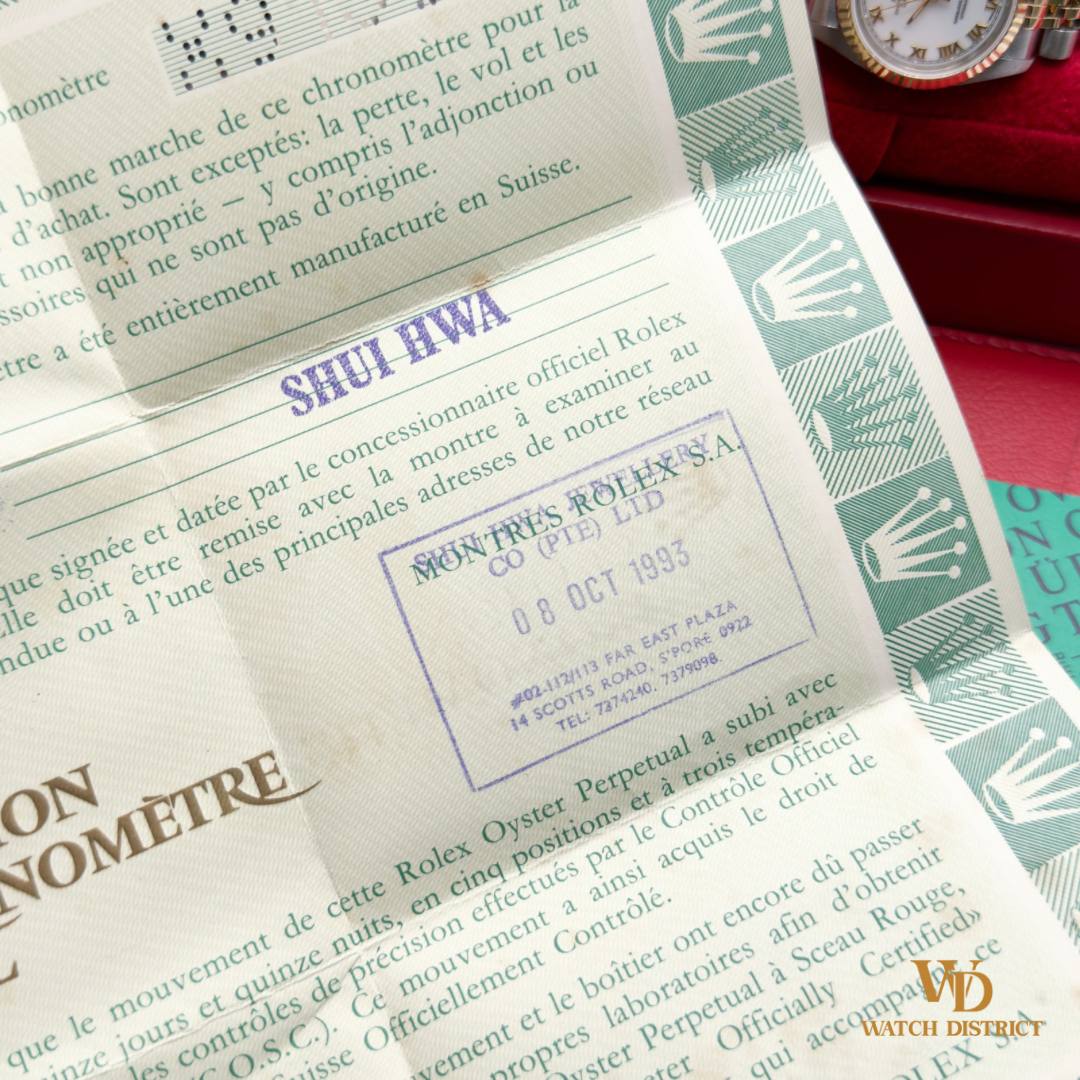 nomètre
bonne marche de ce chronomètre pour la
d'achat. Sont exceptés: la perte, le vol et les
t non approprié – y compris l'adjonction ou
ssoires qui ne sont pas d'origine.
ètre a été entièrement manufacturé en Suisse.
SHUI HWA
que signée et datée par le concessionnaire officiel Rolex
Elle doit être remise avec la montre à examiner au
ndue ou à l'une des principales adresses de notre réseau
MONTRES ROLEX S.A.
SHUI HWA JEWELLERY
CO (PTE) LTD
08 OCT 1993
#02-112/113 FAR EAST PLAZA
14 SCOTTS ROAD, S'PORE 0922
TEL: 7374240. 7379098.
ON
NOMÈTRE
que le mouvement de cette Rolex Oyster Perpetual a subi avec
inze jours et quinze nuits, en cinq positions et à trois tempéra-
les contrôles de précision effectués par le Contrôle Officiel
(C.O.S.C.). Ce mouvement a ainsi acquis le droit de
Suisse Officiellement Contrôlé.
vement et le boîtier ont encore dû passer
propres laboratoires afin d'obtenir
Oyster Perpetual à Sceau Rouge,
Officially Certified»
qui accompa ce
OLEX S.
WD
WATCH DISTRICT